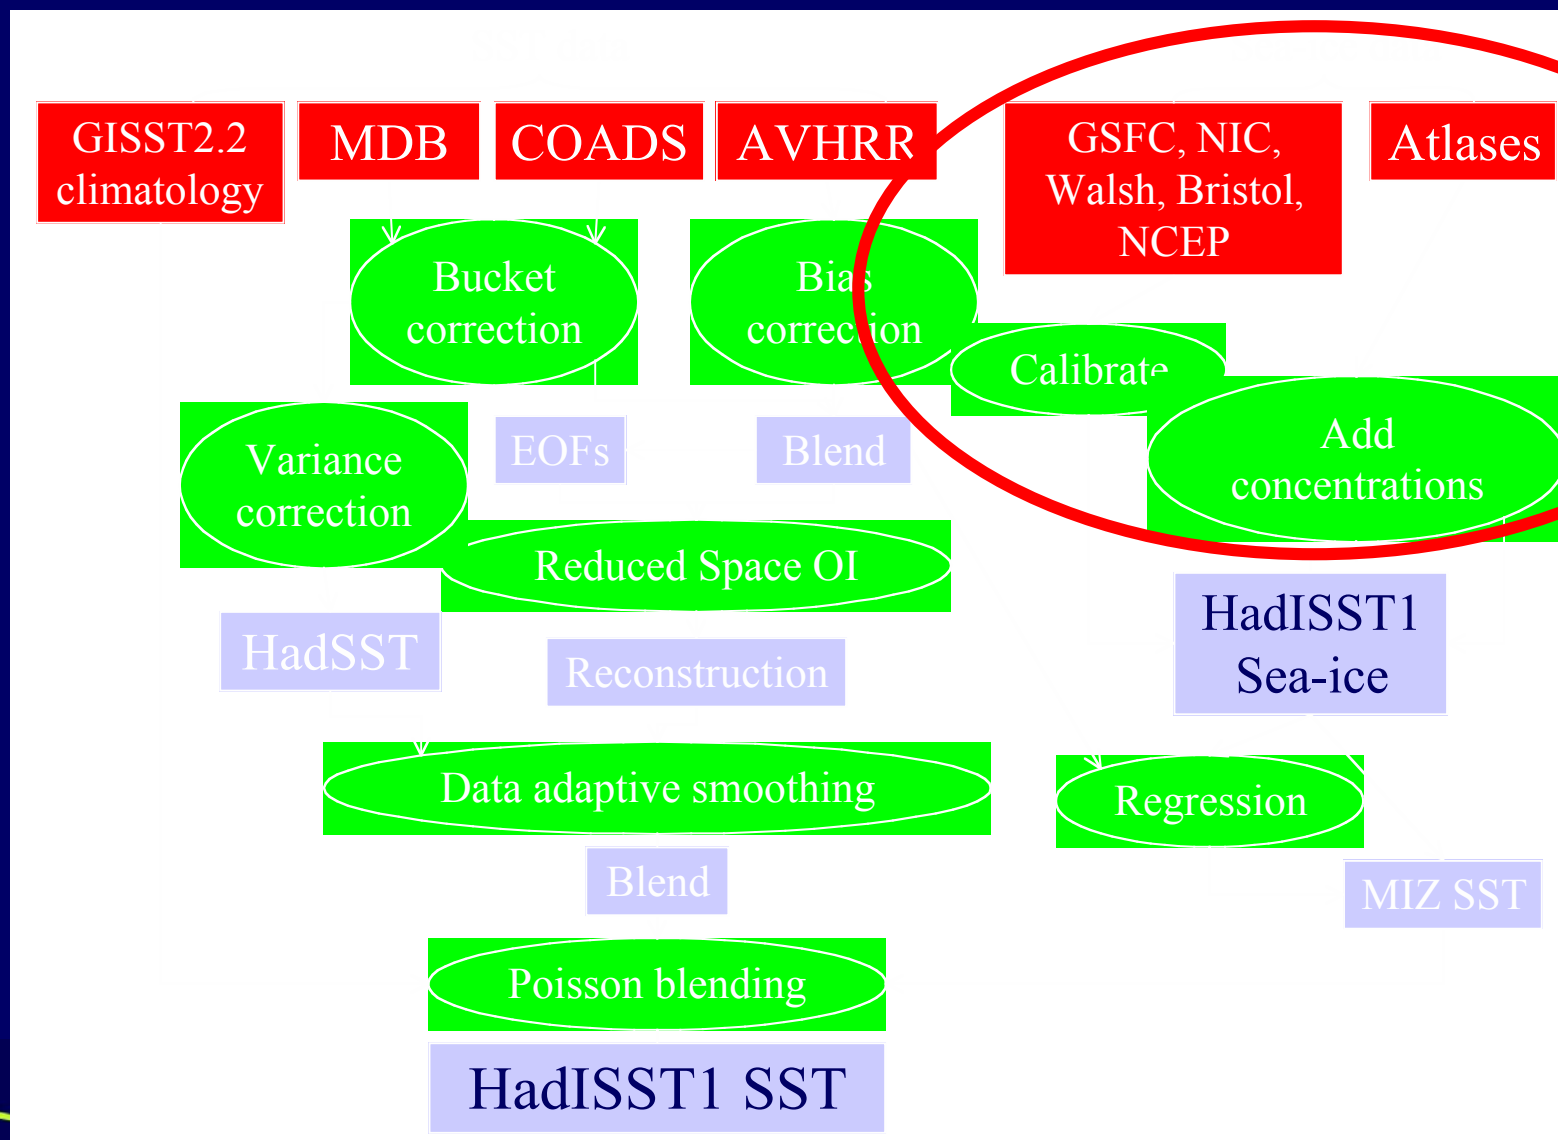 GISST2.2
climatology
MDB
COADS
AVHRR
GSFC, NIC,
Walsh, Bristol,
NCEP
Atlases
Bucket
correction
Bias
correction
Calibrate
Add
concentrations
Variance
correction
EOFs
Blend
Reduced Space OI
HadSST
Reconstruction
HadISST1
Sea-ice
Data adaptive smoothing
Regression
Blend
MIZ SST
Poisson blending
HadISST1 SST